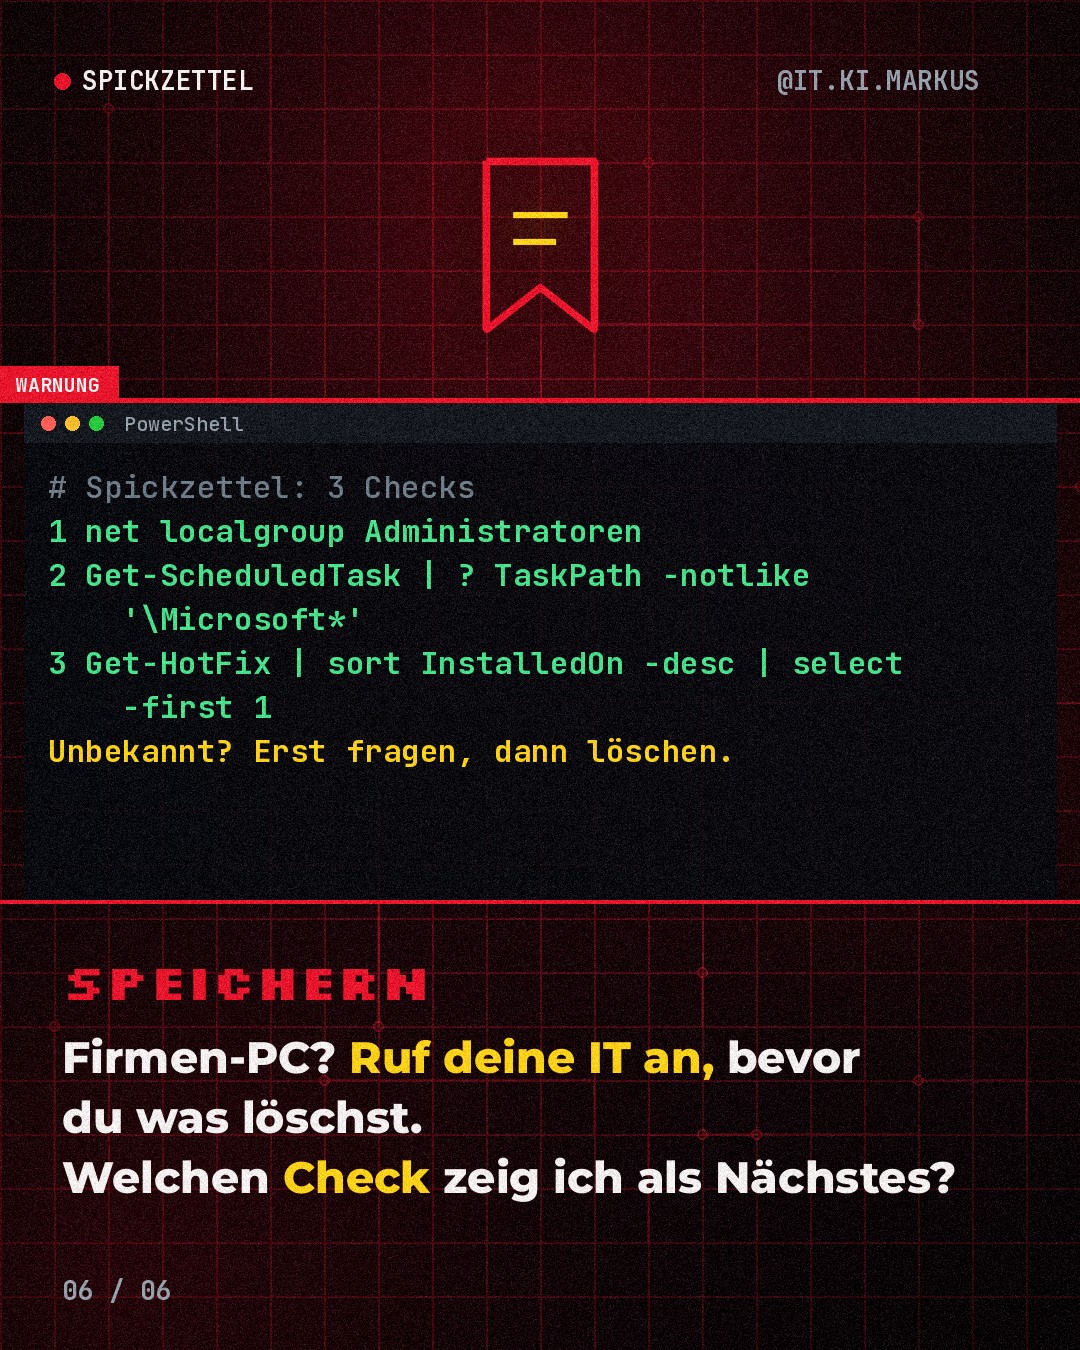 SPICKZETTEL
@IT.KI.MARKUS
WARNUNG
PowerShell
# Spickzettel: 3 Checks
1 net localgroup Administratoren
2 Get-ScheduledTask | ? TaskPath -notlike
'\Microsoft*'
3 Get-HotFix | sort InstalledOn -desc | select
-first 1
Unbekannt? Erst fragen, dann löschen.
SPEICHERN
Firmen-PC? Ruf deine IT an, bevor
du was löschst.
Welchen Check zeig ich als Nächstes?
06 / 06